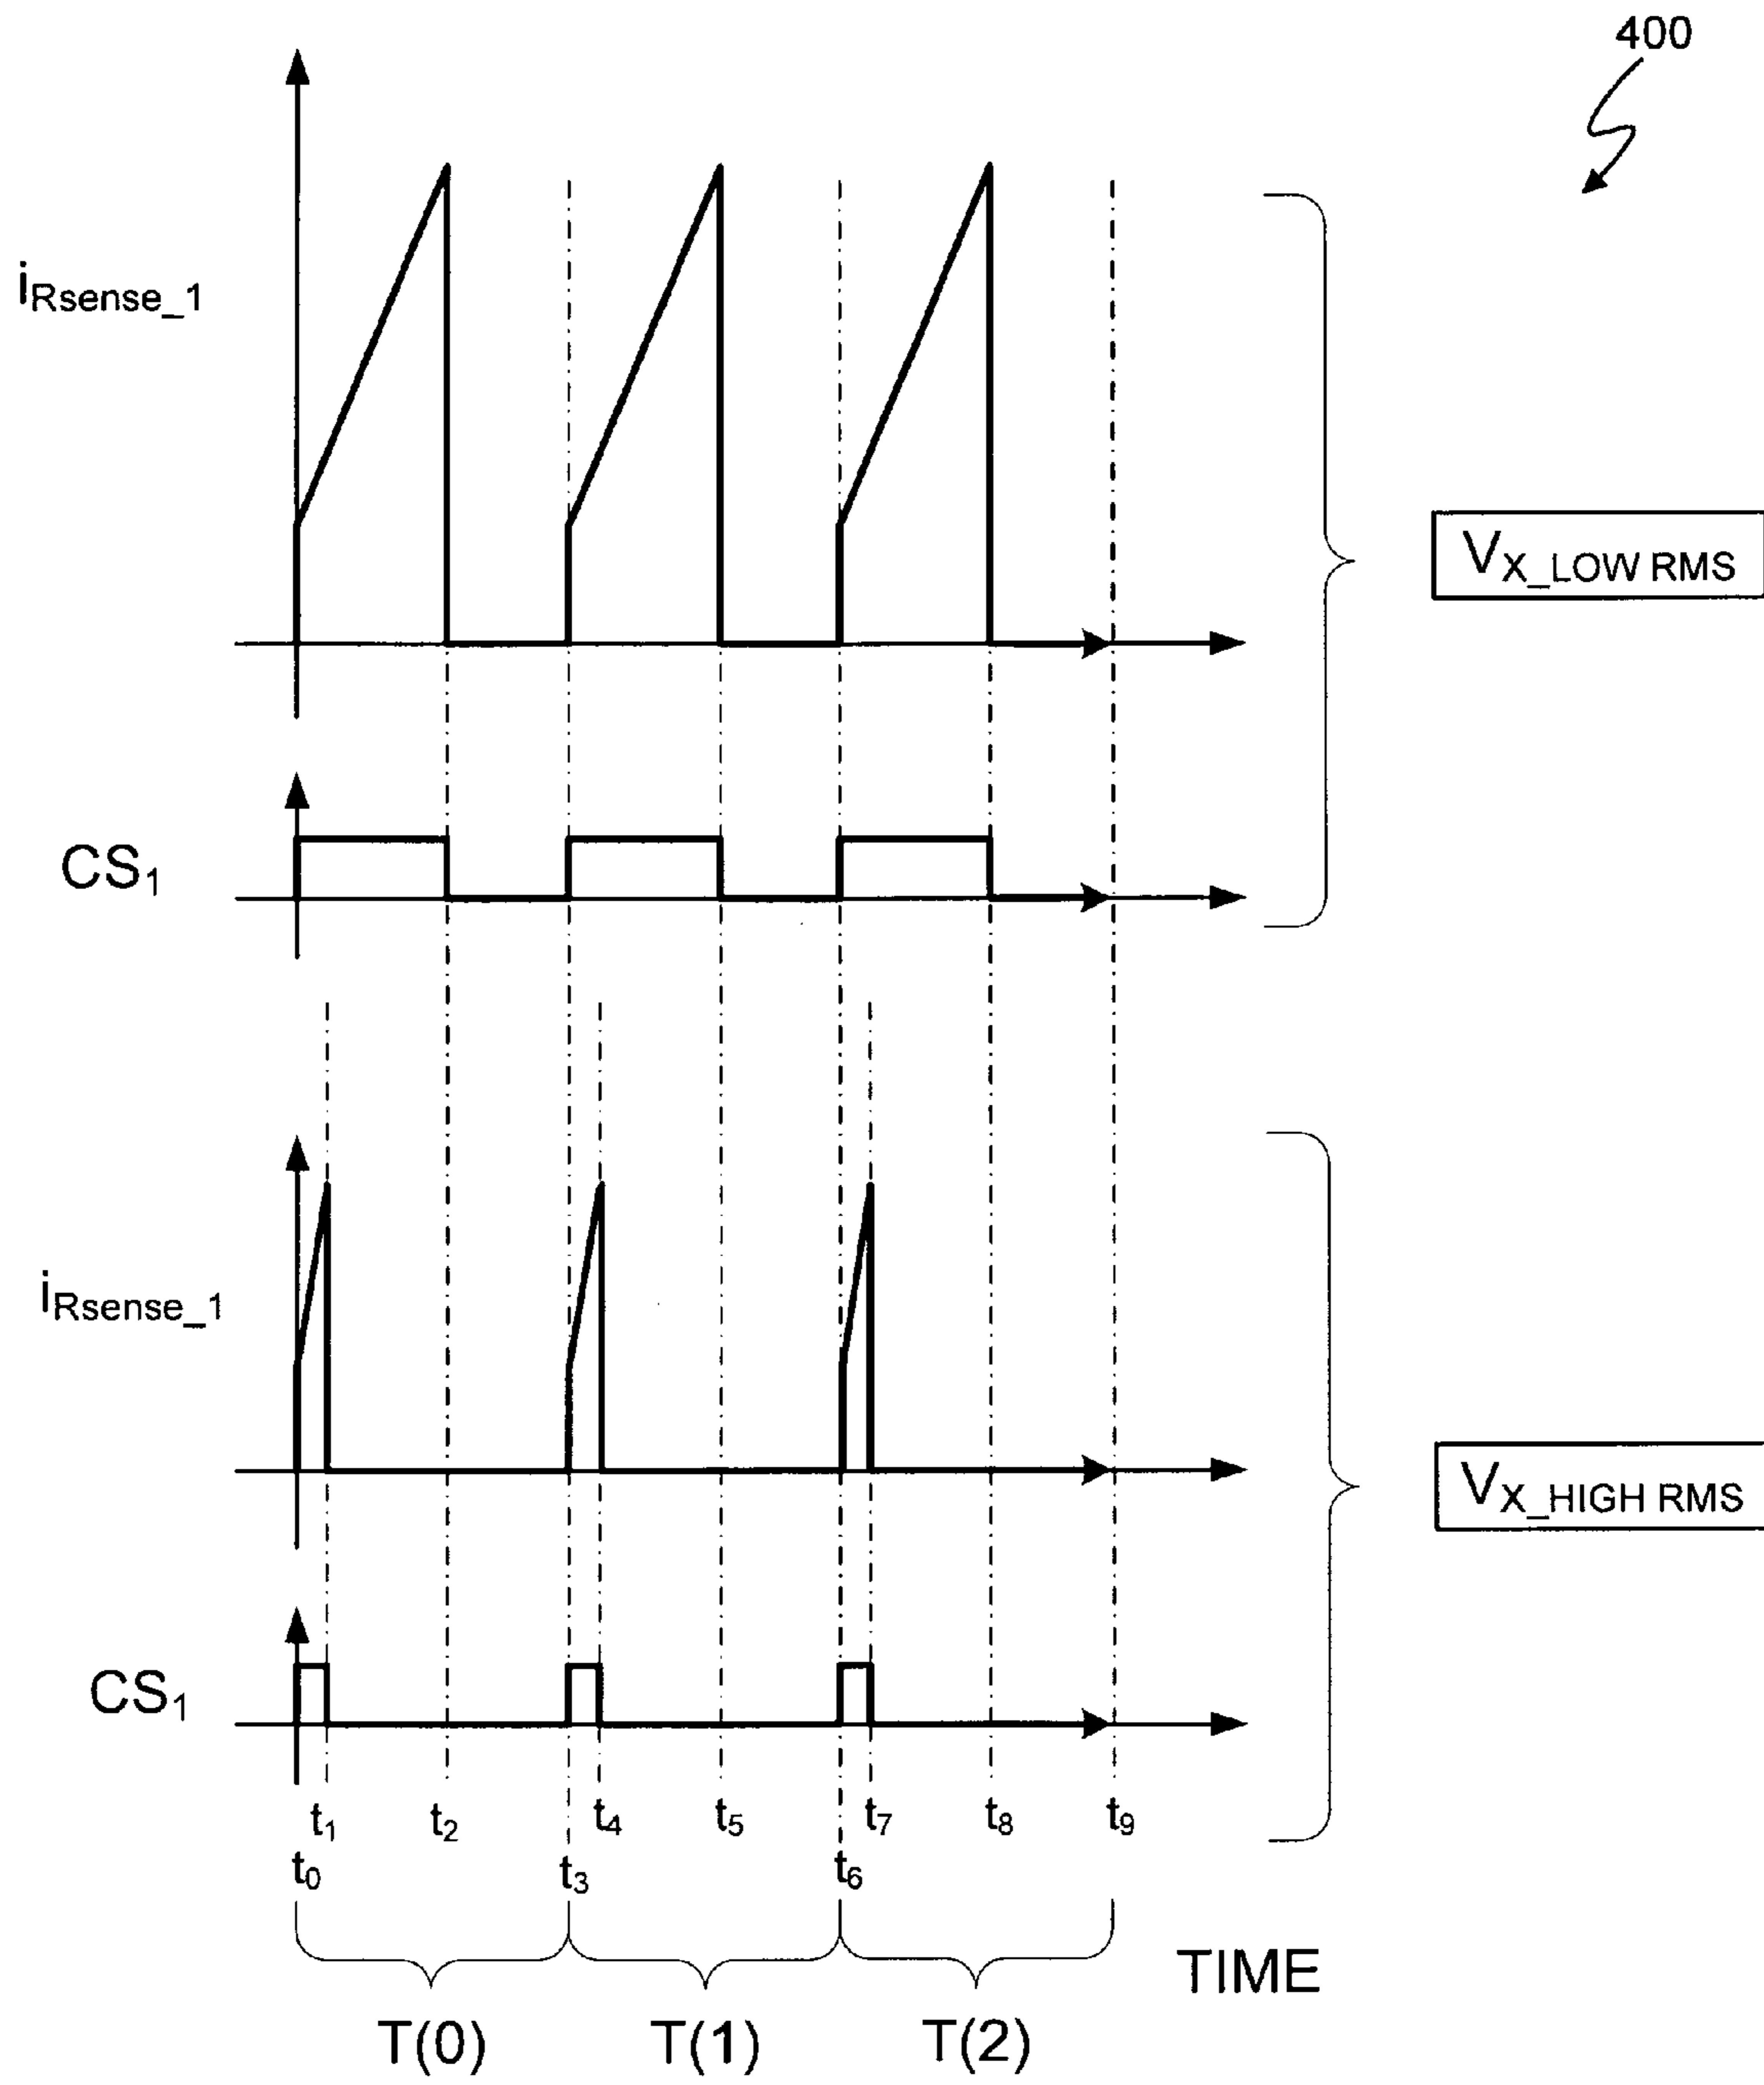 400
iRsense_1
VX_LOW RMS
CS1
iRsense_1
VX_HIGH RMS
CS1
t1 t2 t4 t5 t7 t8 t9
t0 t3 t6
TIME
T(0) T(1) T(2)